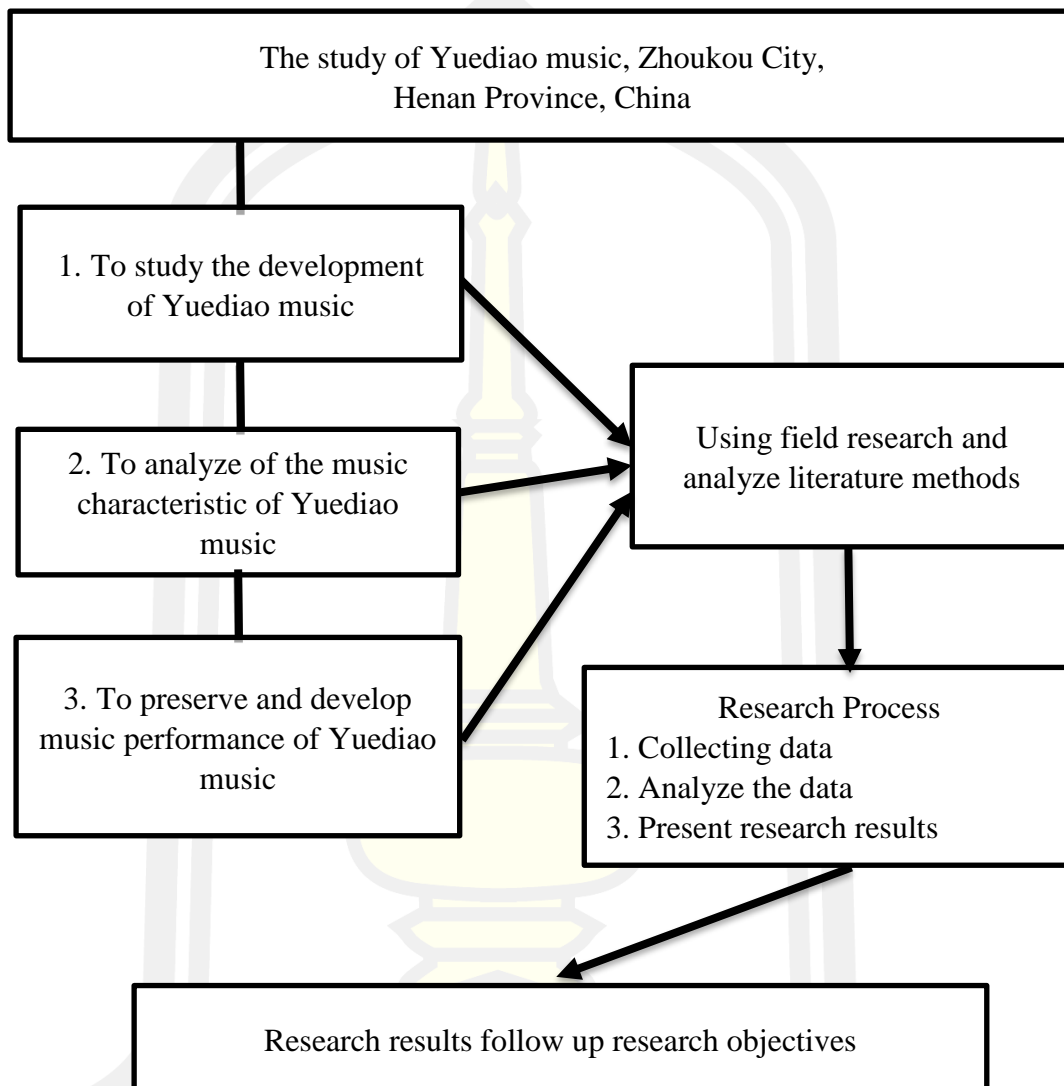 The study of Yuediao music, Zhoukou City,
Henan Province, China
1. To study the development
of Yuediao music
2. To analyze of the music
characteristic of Yuediao
music
3. To preserve and develop
music performance of Yuediao
music
Using field research and
analyze literature methods
Research Process
1. Collecting data
2. Analyze the data
3. Present research results
Research results follow up research objectives